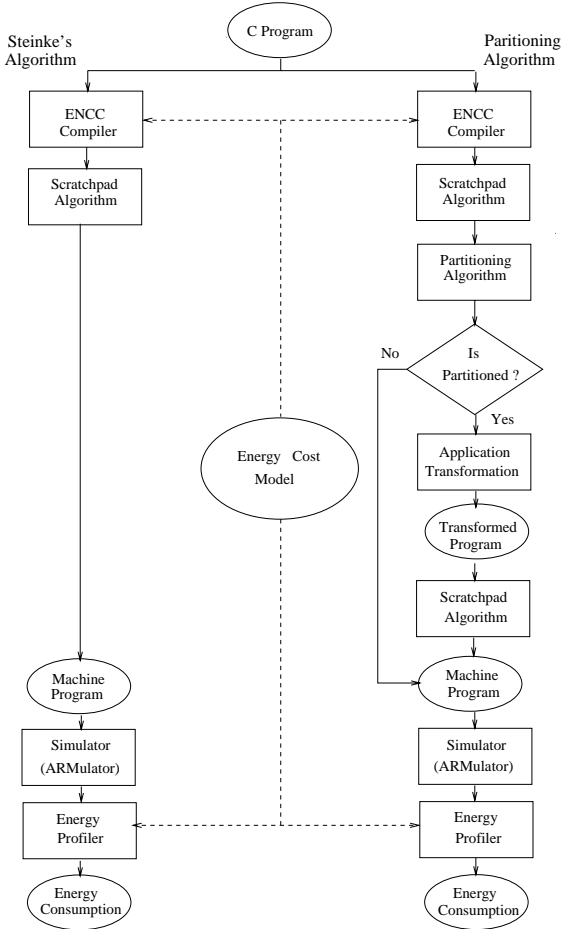 C Program
Steinke's
Algorithm
Paritioning
Algorithm
ENCC
Compiler
ENCC
Compiler
Scratchpad
Algorithm
Scratchpad
Algorithm
Partitioning
Algorithm
No
Is
Partitioned ?
Yes
Energy Cost
Model
Application
Transformation
Transformed
Program
Scratchpad
Algorithm
Machine
Program
Machine
Program
Simulator
(ARMulator)
Simulator
(ARMulator)
Energy
Profiler
Energy
Profiler
Energy
Consumption
Energy
Consumption